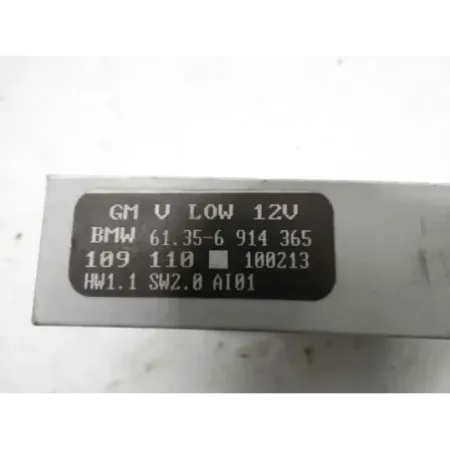 GM V LOW 12V
BMW 61.35-6 914 365
109 110 100213
HW1.1 SW2.0 AI01